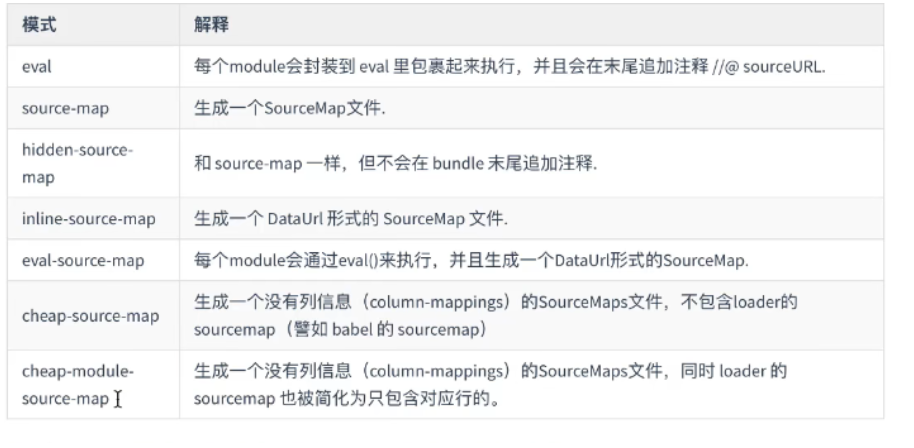 模式 解释
eval 每个module会封装到 eval 里包裹起来执行，并且会在末尾追加注释 //@ sourceURL.
source-map 生成一个SourceMap文件.
hidden-source-
map
和 source-map 一样，但不会在 bundle 末尾追加注释.
inline-source-map 生成一个 DataUrl 形式的 SourceMap 文件.
eval-source-map 每个module会通过eval()来执行，并且生成一个DataUrl形式的SourceMap.
cheap-source-map 生成一个没有列信息（column-mappings）的SourceMaps文件，不包含loader的
sourcemap（譬如 babel 的 sourcemap）
cheap-module-
source-map
生成一个没有列信息（column-mappings）的SourceMaps文件，同时 loader 的
sourcemap 也被简化为只包含对应行的。